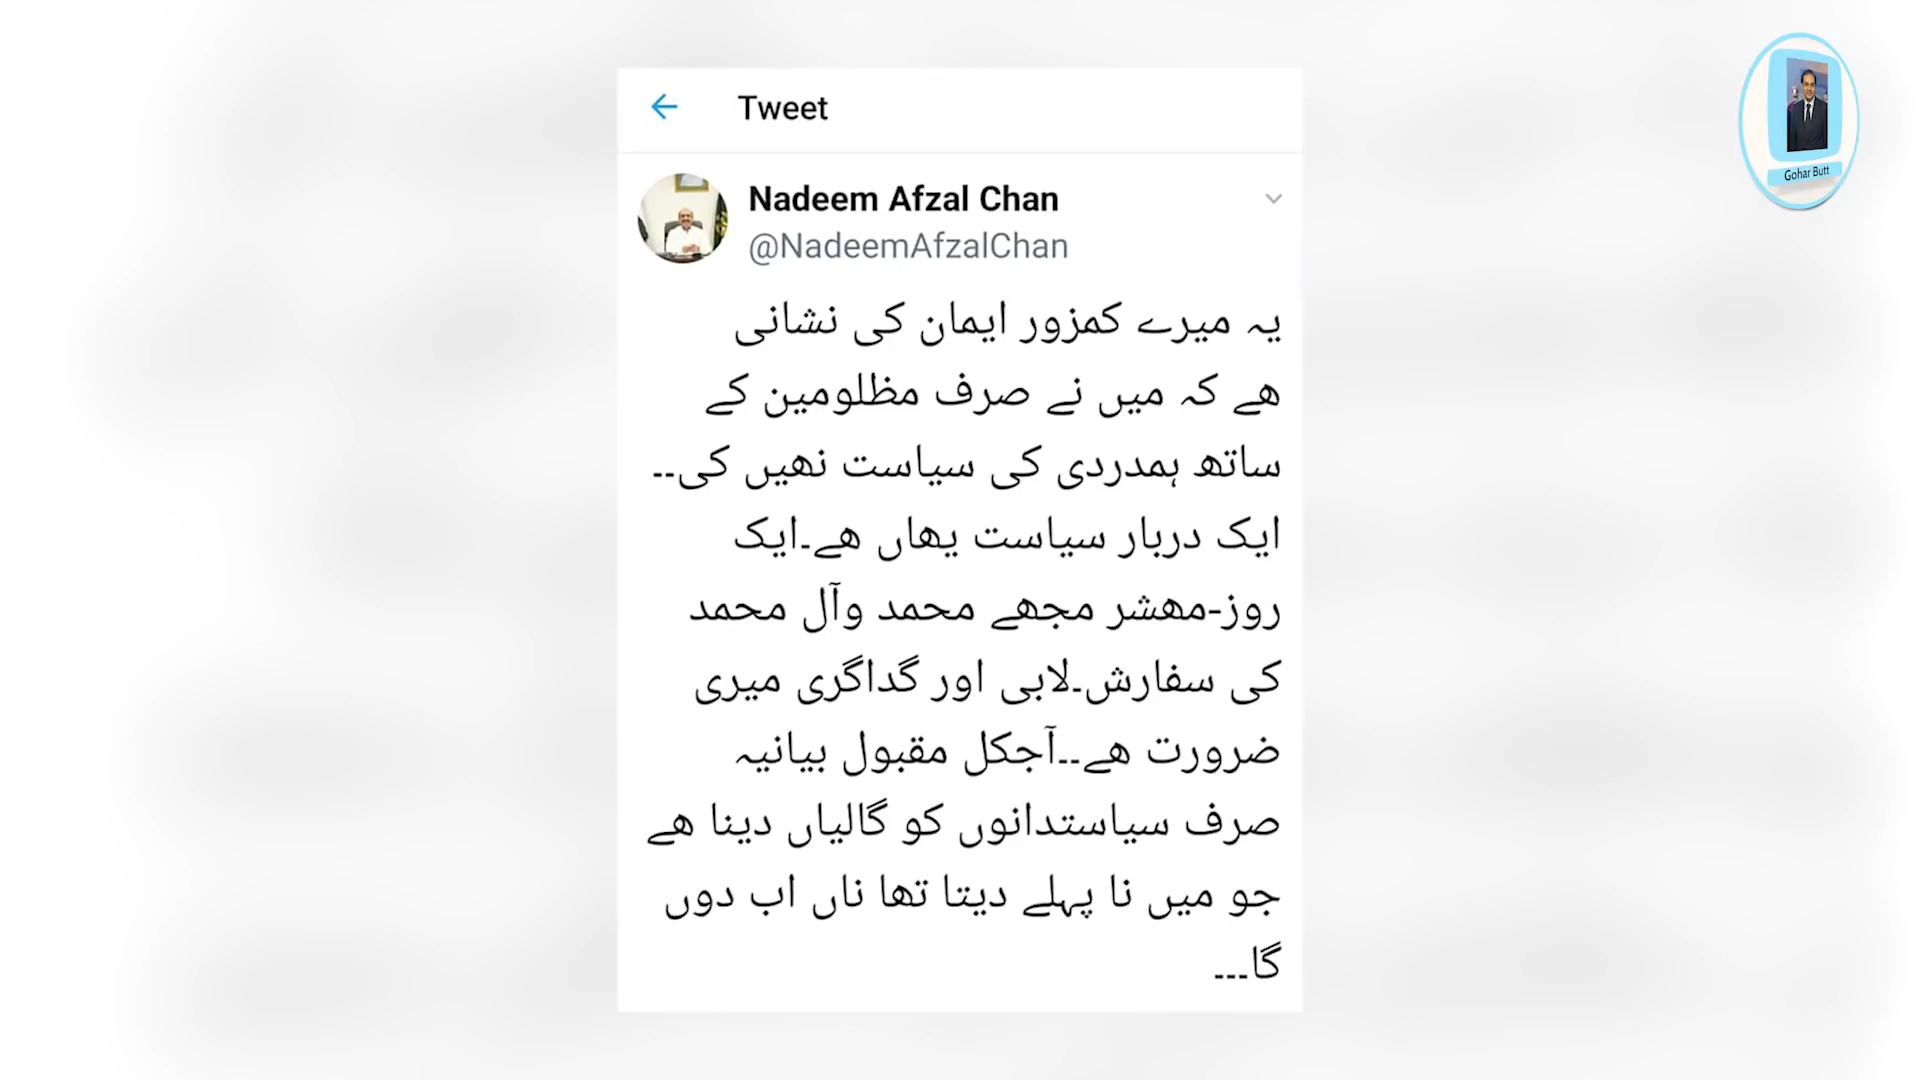 Tweet
Nadeem Afzal Chan
@NadeemAfzalChan
یہ میرے کمزور ایمان کی نشانی
ھے کہ میں نے صرف مظلومین کے
ساتھ ہمدردی کی سیاست نھیں کی۔۔
ایک دربار سیاست یھاں ھے۔ایک
روز-مھشر مجھے محمد وآل محمد
کی سفارش۔لابی اور گداگری میری
ضرورت ھے۔۔آجکل مقبول بیانیہ
صرف سیاستدانوں کو گالیاں دینا ھے
جو میں نا پہلے دیتا تھا ناں اب دوں
گا۔۔۔
Gohar Butt